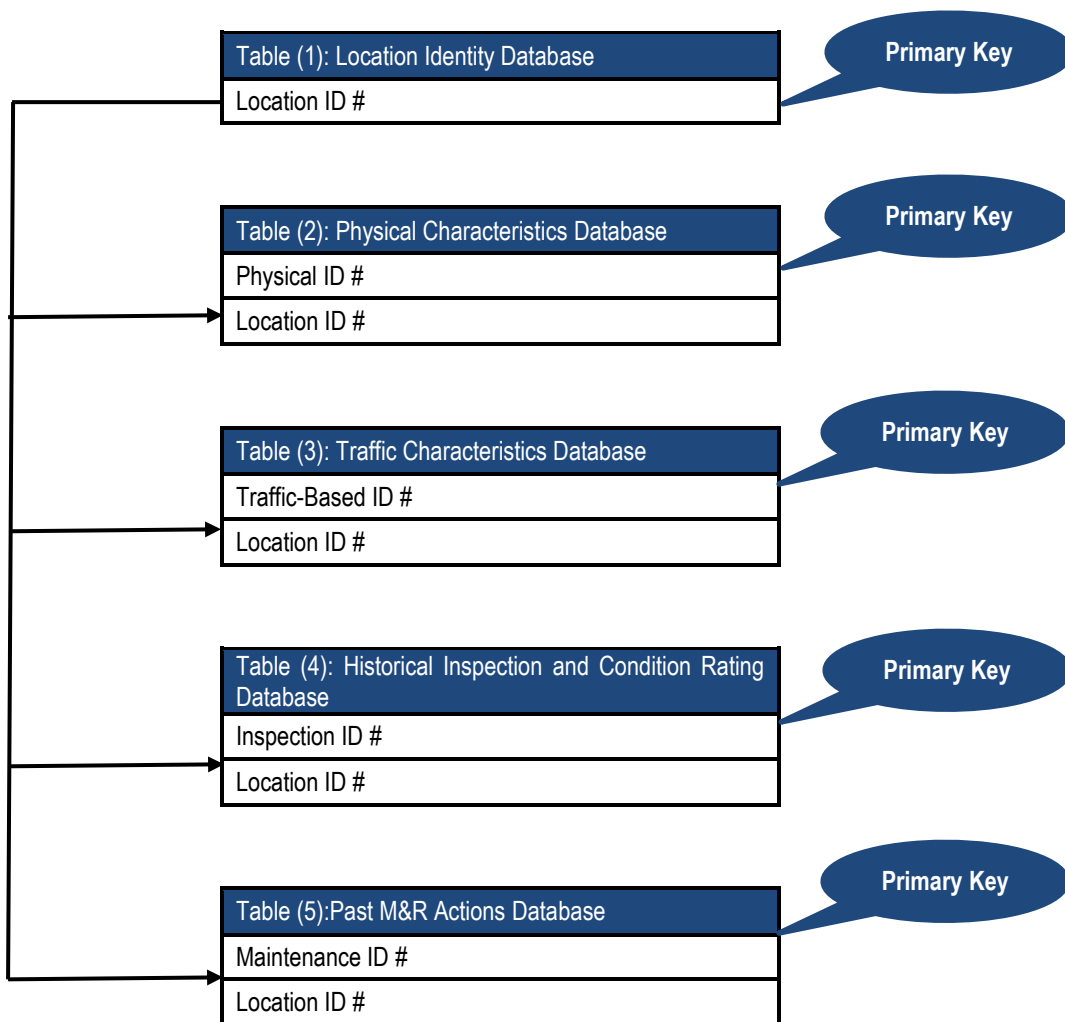 Table (1): Location Identity Database
Primary Key
Location ID #
Table (2): Physical Characteristics Database
Primary Key
Physical ID #
Location ID #
Table (3): Traffic Characteristics Database
Primary Key
Traffic-Based ID #
Location ID #
Table (4): Historical Inspection and Condition Rating
Database
Primary Key
Inspection ID #
Location ID #
Table (5):Past M&R Actions Database
Primary Key
Maintenance ID #
Location ID #